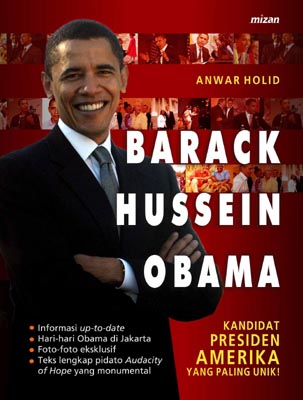 mizan
ANWAR HOLID
BARACK
HUSSEIN
OBAMA
KANDIDAT
PRESIDEN
AMERIKA
YANG PALING UNIK!
• Informasi up-to-date
• Hari-hari Obama di Jakarta
• Foto-foto eksklusif
• Teks lengkap pidato Audacity
of Hope yang monumental